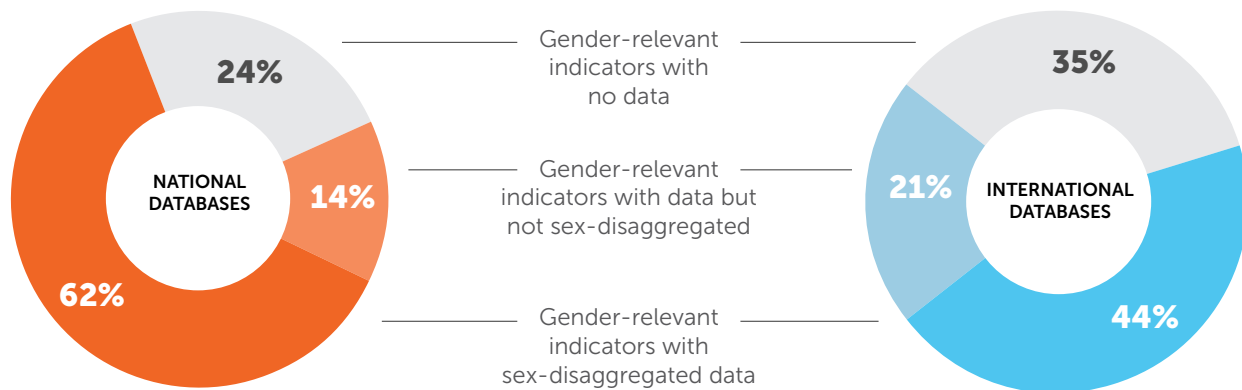 24%
14%
62%
NATIONAL
DATABASES
Gender-relevant
indicators with
no data
Gender-relevant
indicators with data but
not sex-disaggregated
Gender-relevant
indicators with
sex-disaggregated data
35%
21%
44%
INTERNATIONAL
DATABASES